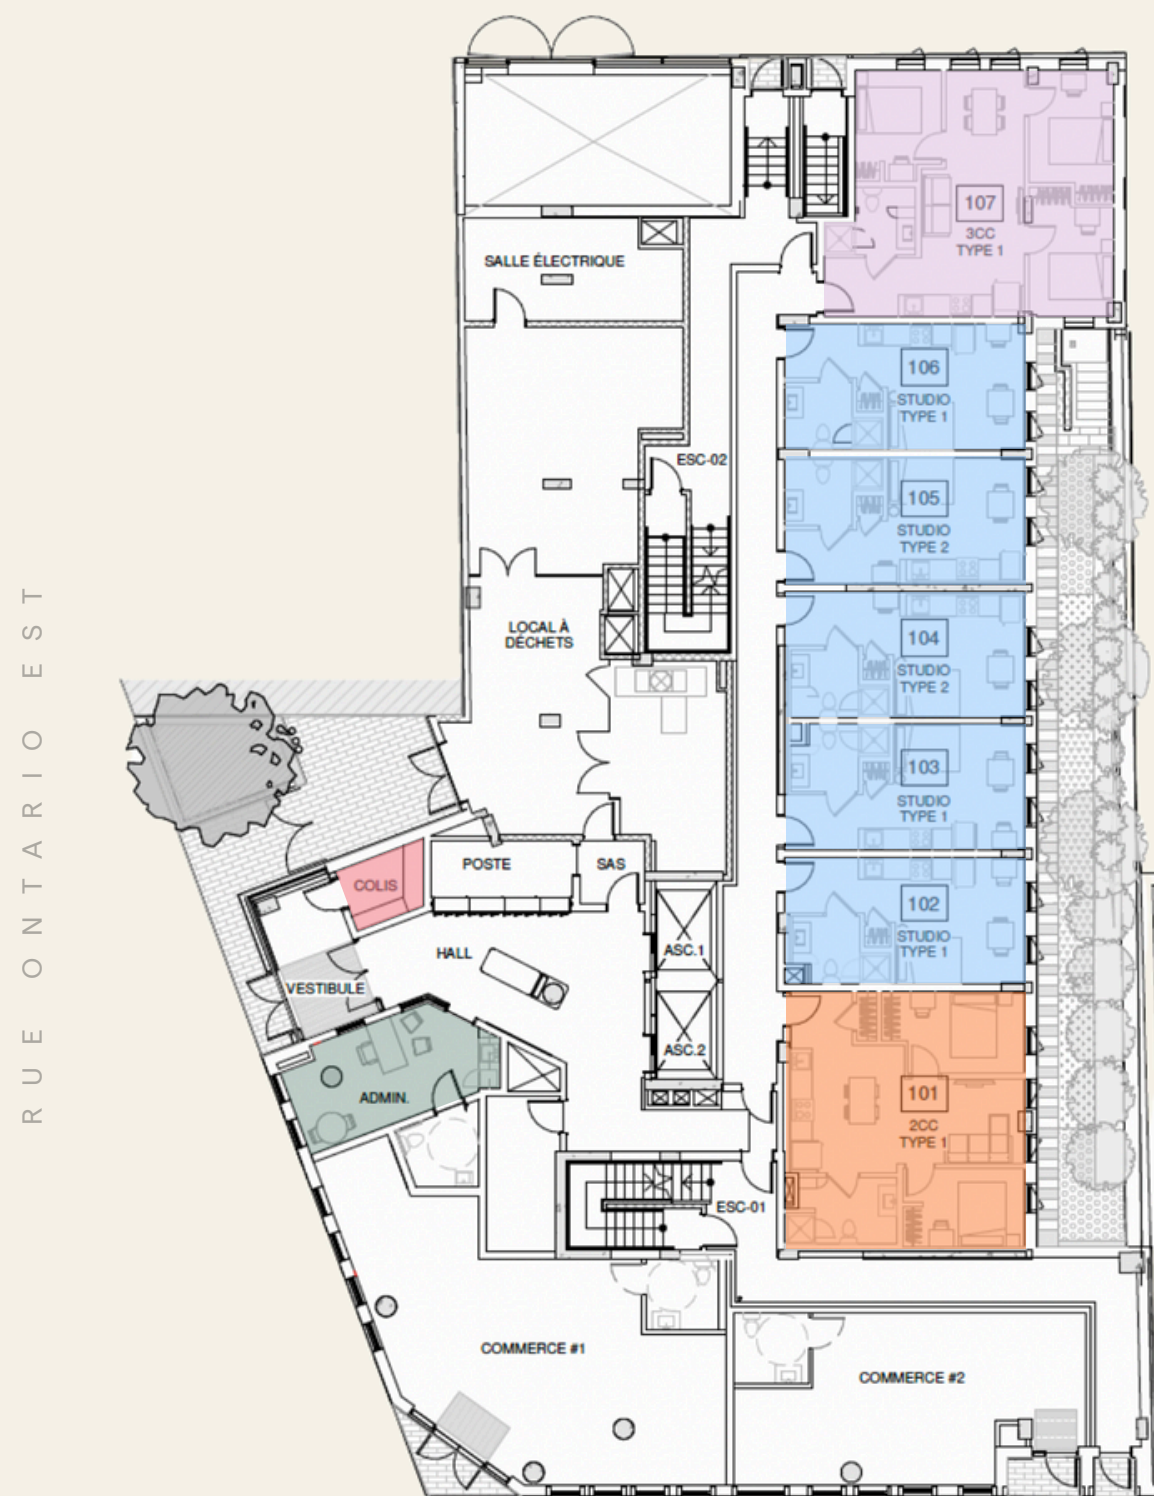 107
3CC
TYPE 1
SALLE ÉLECTRIQUE
106
STUDIO
TYPE 1
ESC-02
105
STUDIO
TYPE 2
LOCAL À
DÉCHETS
104
STUDIO
TYPE 2
103
STUDIO
TYPE 1
RUE ONTARIO EST
COLIS
POSTE
SAS
102
STUDIO
TYPE 1
HALL
ASC.1
VESTIBULE
ASC.2
ADMIN.
101
2CC
TYPE 1
ESC-01
COMMERCE #1
COMMERCE #2